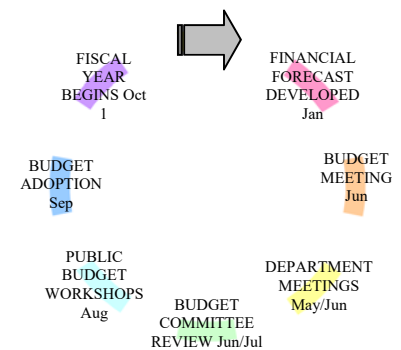 FISCAL
YEAR
BEGINS Oct
1
FINANCIAL
FORECAST
DEVELOPED
Jan
BUDGET
MEETING
Jun
DEPARTMENT
MEETINGS
May/Jun
BUDGET
COMMITTEE
REVIEW Jun/Jul
PUBLIC
BUDGET
WORKSHOPS
Aug
BUDGET
ADOPTION
Sep